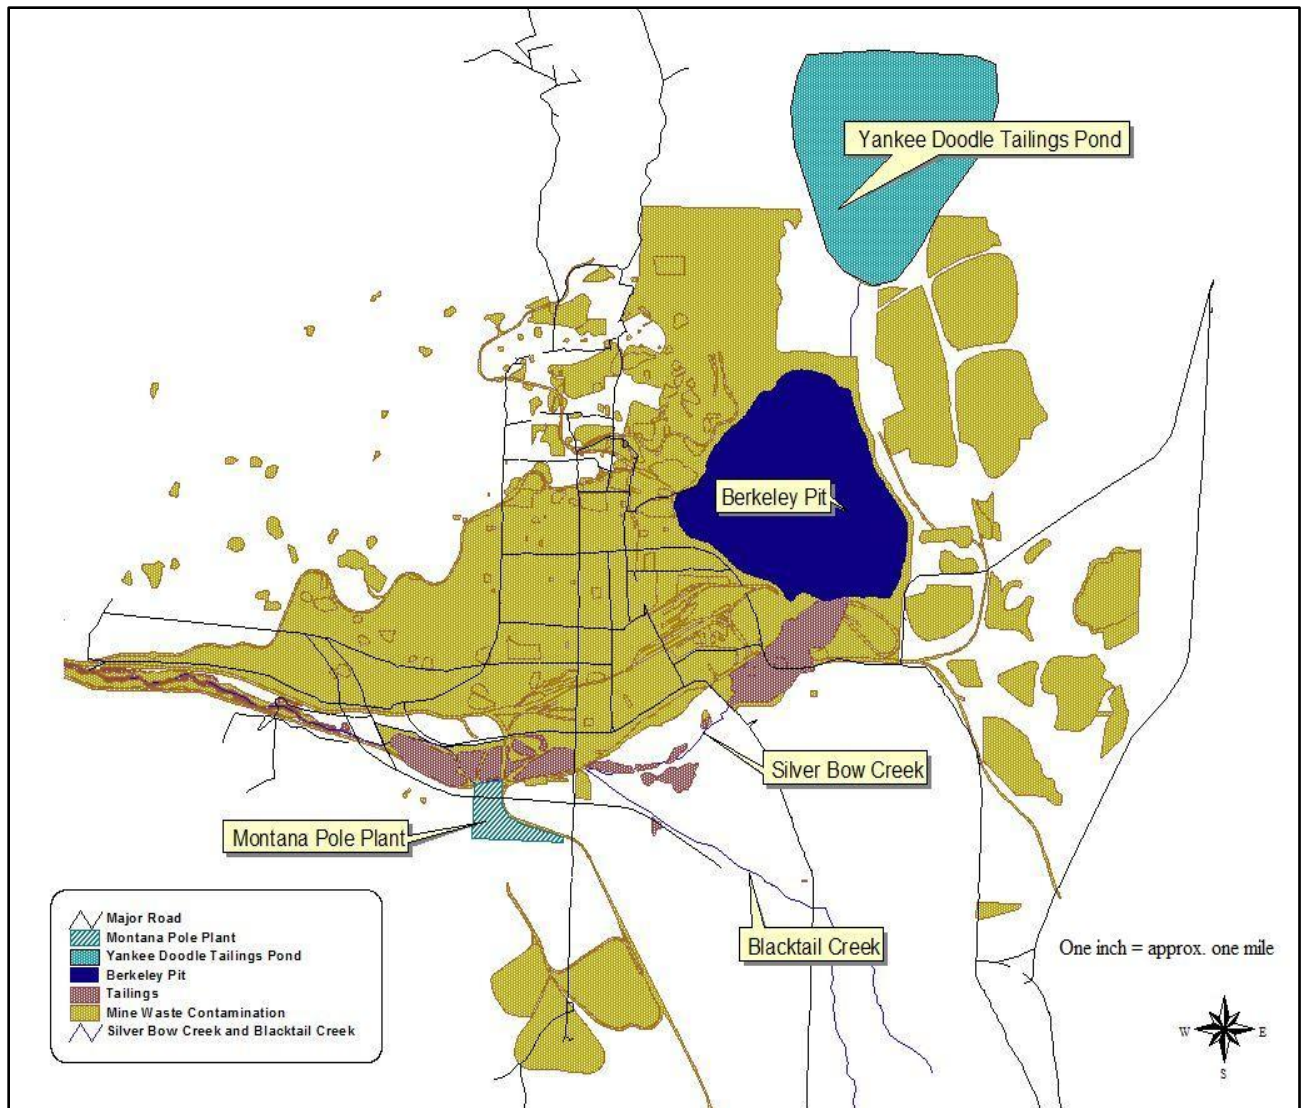 Yankee Doodle Tailings Pond
Berkeley Pit
Silver Bow Creek
Montana Pole Plant
Blacktail Creek
Major Road
Montana Pole Plant
Yankee Doodle Tailings Pond
Berkeley Pit
Tailings
Mine Waste Contamination
Silver Bow Creek and Blacktail Creek
One inch = approx. one mile
W E
S